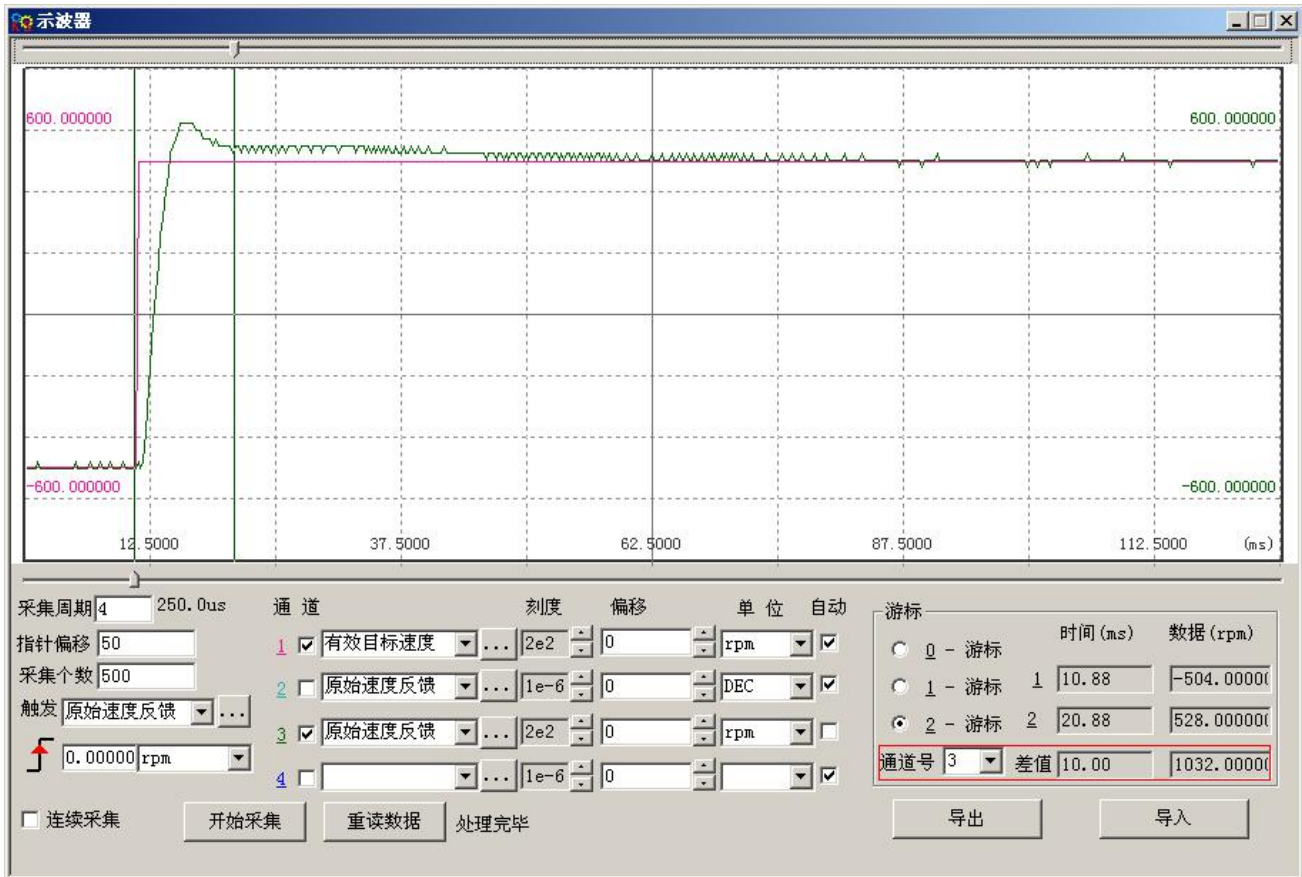 示波器
600.000000 600.000000
-600.000000 -600.000000
12.5000 37.5000 62.5000 87.5000 112.5000 (ms)
采集周期 4 250.0us
指针偏移 50
采集个数 500
触发 原始速度反馈 ...
0.00000 rpm
连续采集 开始采集 重读数据 处理完毕
通 道 刻度 偏移 单 位 自动
1 有效目标速度 ... 2e2 0 rpm
2 原始速度反馈 ... 1e-6 0 DEC
3 原始速度反馈 ... 2e2 0 rpm
4 ... 1e-6 0
游标
时间(ms) 数据(rpm)
0 - 游标
1 - 游标 1 10.88 -504.0000
2 - 游标 2 20.88 528.000000
通道号 3 差值 10.00 1032.0000
导出 导入